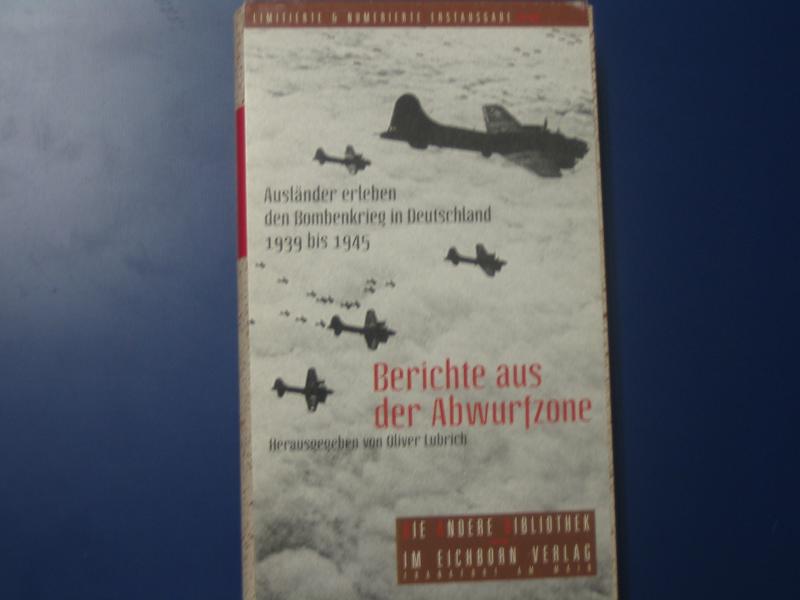 LIMITIERTE & NUMERIERTE ERSTAUSGABE
Ausländer erleben
den Bombenkrieg in Deutschland
1939 bis 1945
Berichte aus
der Abwurfzone
Herausgegeben von Oliver Lubrich
DIE ANDERE BIBLIOTHEK
IM EICHBORN VERLAG
FRANKFURT AM MAIN